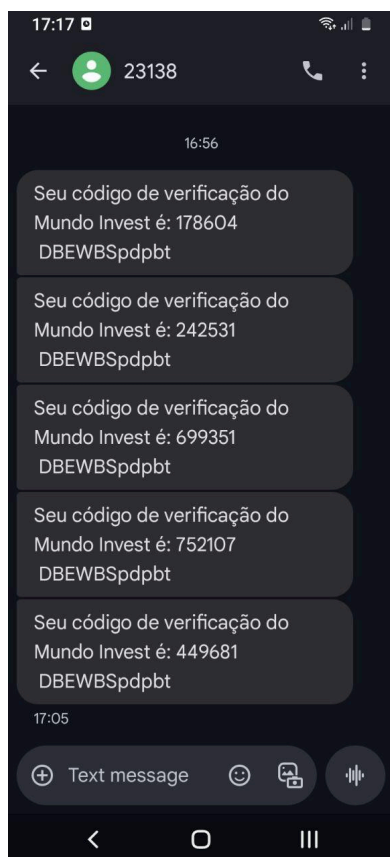 17:17
23138
16:56
Seu código de verificação do
Mundo Invest é: 178604
DBEWBSpdpbt
Seu código de verificação do
Mundo Invest é: 242531
DBEWBSpdpbt
Seu código de verificação do
Mundo Invest é: 699351
DBEWBSpdpbt
Seu código de verificação do
Mundo Invest é: 752107
DBEWBSpdpbt
Seu código de verificação do
Mundo Invest é: 449681
DBEWBSpdpbt
17:05
Text message